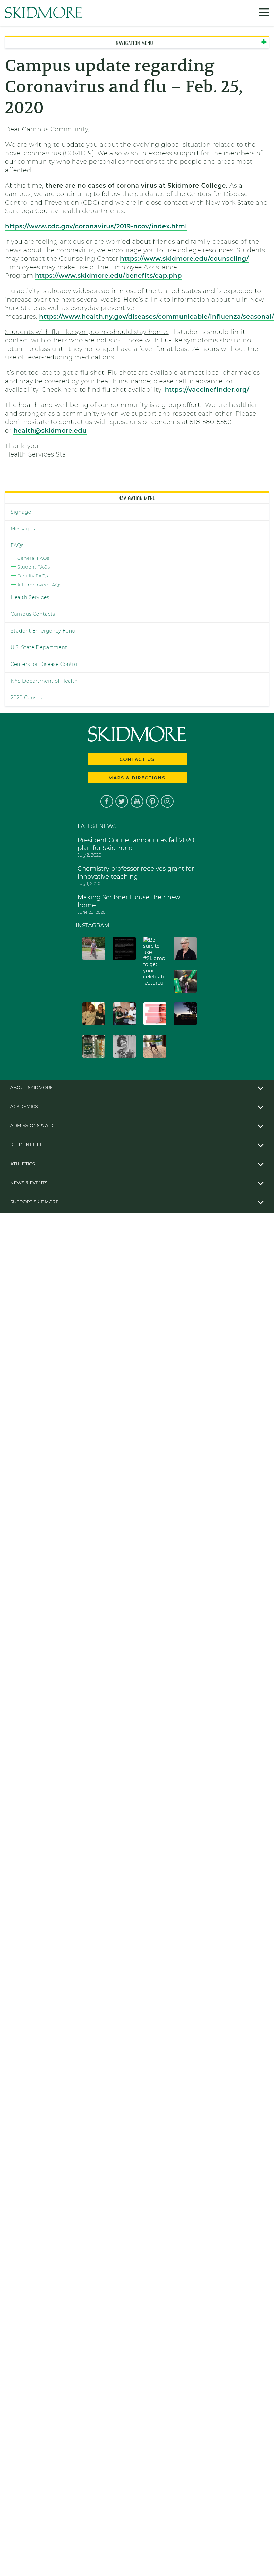 SKIDMORE
NAVIGATION MENU
Campus update regarding
Coronavirus and flu – Feb. 25,
2020
Dear Campus Community,
We are writing to update you about the evolving global situation related to the
novel coronavirus (COVID19). We also wish to express support for the members of
our community who have personal connections to the people and areas most
affected.
At this time, there are no cases of corona virus at Skidmore College. As a
campus, we are continuing to follow the guidance of the Centers for Disease
Control and Prevention (CDC) and we are in close contact with the New York State and
Saratoga County health departments.
https://www.cdc.gov/coronavirus/2019-ncov/index.html
If you are feeling anxious or are worried about friends and family because of the
news about coronavirus, we encourage you to use college resources. Students
may contact the Counseling Center https://www.skidmore.edu/counseling/
Employees may make use of the Employee Assistance
Program https://www.skidmore.edu/benefits/eap.php
Flu activity is already widespread in most of the United States and is expected to
increase over the next several weeks. Here's a link to information about flu in New
York State as well as everyday preventive
measures: https://www.health.ny.gov/diseases/communicable/influenza/seasonal/
Students with flu-like symptoms should stay home. Ill students should limit
contact with others who are also sick. Those with flu-like symptoms should not
return to class until they no longer have a fever for at least 24 hours without the
use of fever-reducing medications.
It's not too late to get a flu shot! Flu shots are available at most local pharmacies
and may be covered by your health insurance; please call in advance for
availability. Check here to find flu shot availability: https://vaccinefinder.org/
The health and well-being of our community is a group effort. We are healthier
and stronger as a community when we support and respect each other. Please
don't hesitate to contact us with questions or concerns at 518-580-5550
or health@skidmore.edu
Thank-you,
Health Services Staff
NAVIGATION MENU
Signage
Messages
FAQs
General FAQs
Student FAQs
Faculty FAQs
All Employee FAQs
Health Services
Campus Contacts
Student Emergency Fund
U.S. State Department
Centers for Disease Control
NYS Department of Health
2020 Census
SKIDMORE
CONTACT US
MAPS & DIRECTIONS
LATEST NEWS
President Conner announces fall 2020
plan for Skidmore
July 2, 2020
Chemistry professor receives grant for
innovative teaching
July 1, 2020
Making Scribner House their new
home
June 29, 2020
INSTAGRAM
Be
sure to
use
#Skidmor
to get
your
celebratic
featured
ABOUT SKIDMORE
ACADEMICS
ADMISSIONS & AID
STUDENT LIFE
ATHLETICS
NEWS & EVENTS
SUPPORT SKIDMORE